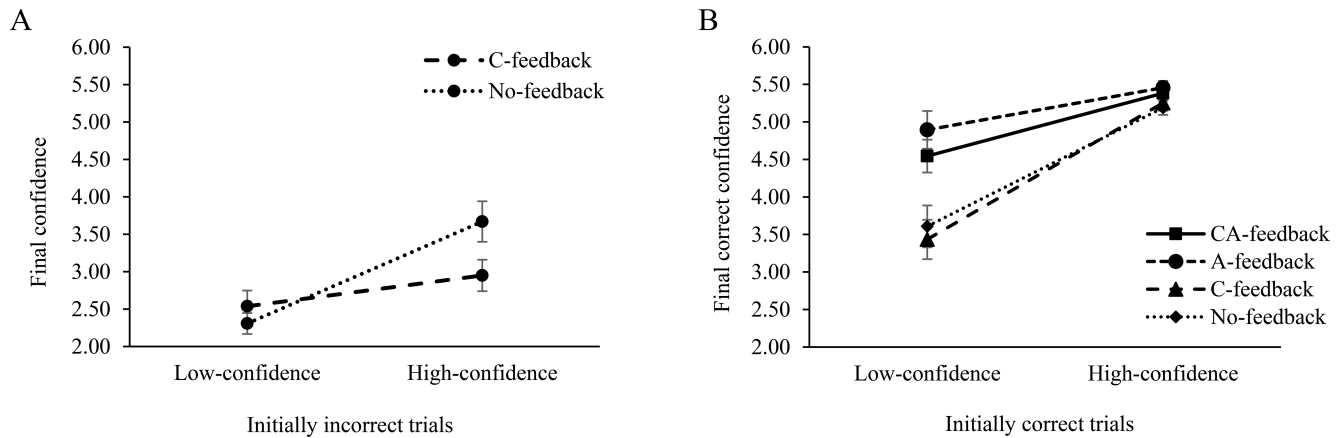 A
Final confidence
6.00
5.50
5.00
4.50
4.00
3.50
3.00
2.50
2.00
C-feedback
No-feedback
Low-confidence
High-confidence
Initially incorrect trials
B
Final correct confidence
6.00
5.50
5.00
4.50
4.00
3.50
3.00
2.50
2.00
CA-feedback
A-feedback
C-feedback
No-feedback
Low-confidence
High-confidence
Initially correct trials